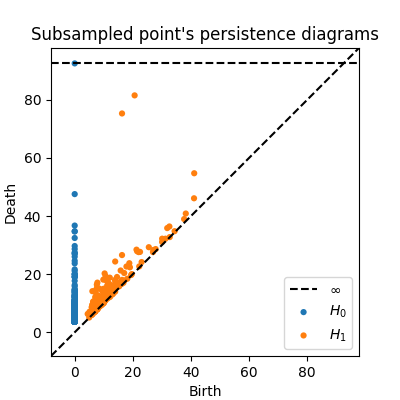 Subsampled point's persistence diagrams
80
60
40
20
0
Death
∞
H₀
H₁
0 20 40 60 80
Birth